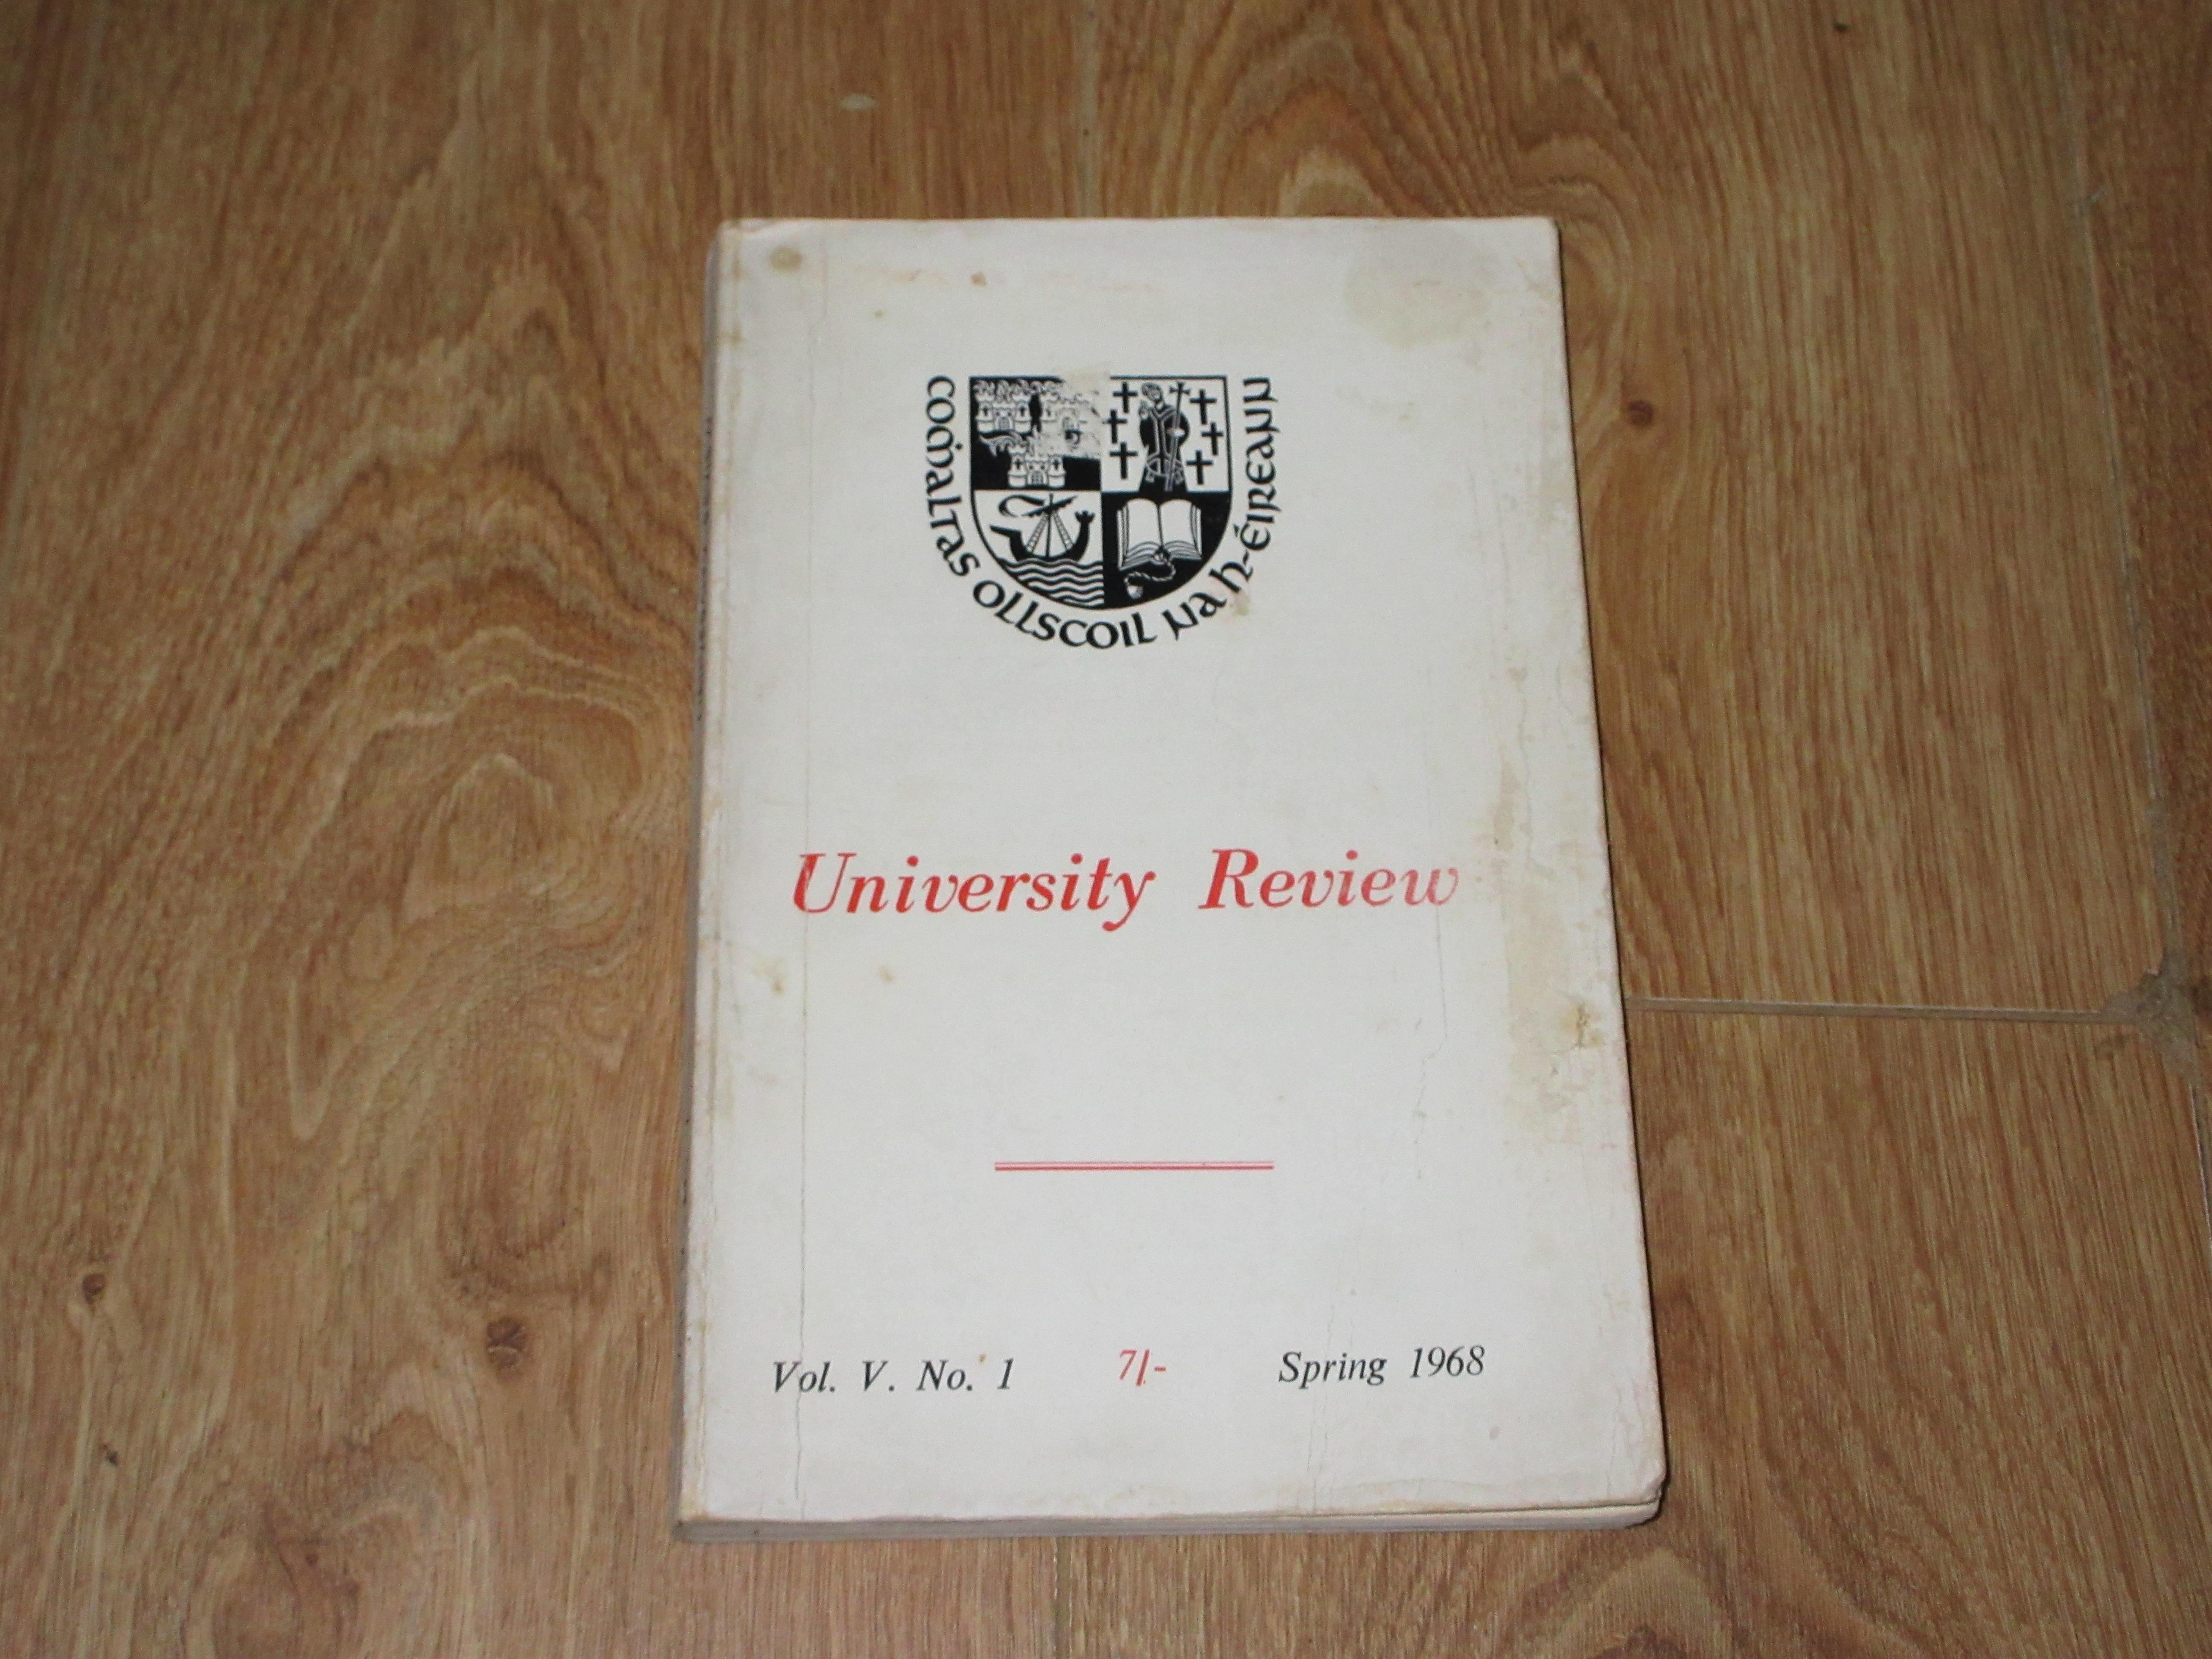 Coṁaltas Ollscoil na h-Éireann
University Review
Vol. V. No. 1 7/- Spring 1968